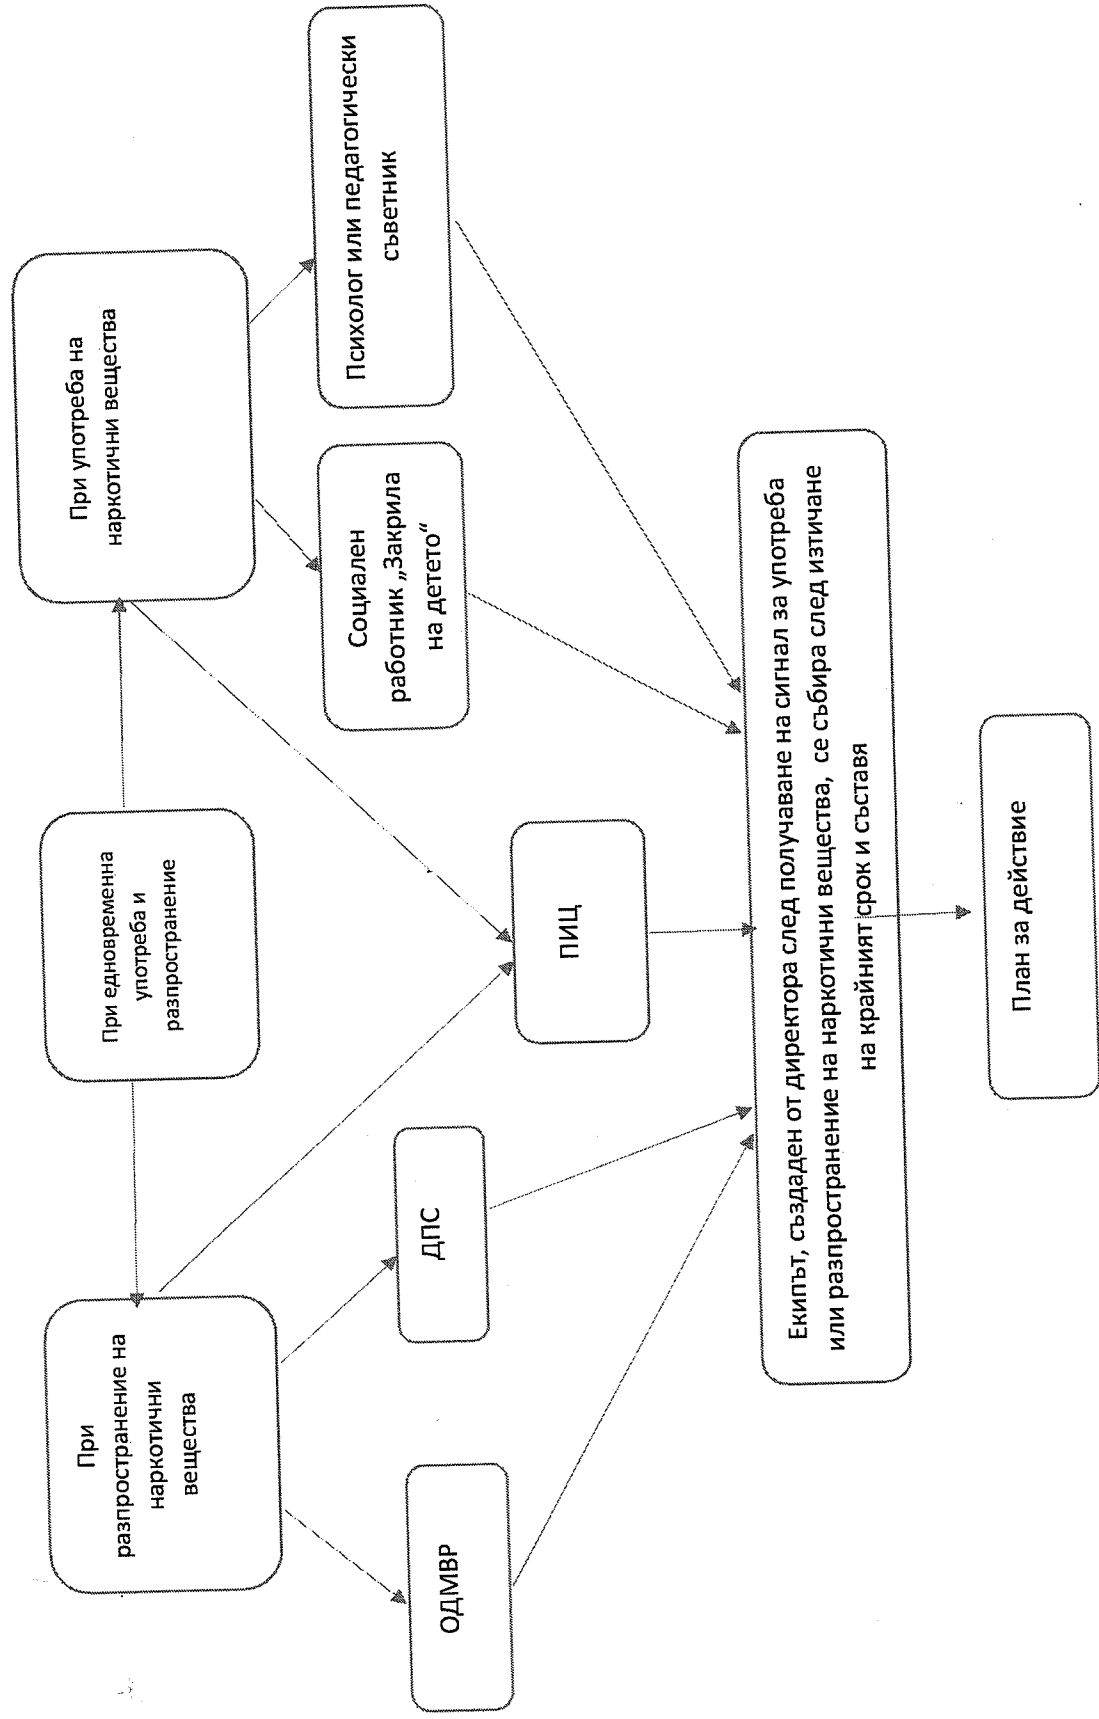 При
разпространение на
наркотични
вещества
При едновременна
употреба и
разпространение
При употреба на
наркотични вещества
ОДМВР
ДПС
ПИЦ
Социален
работник „Закрила
на детето“
Психолог или педагогически
съветник
Екипът, създаден от директора след получаване на сигнал за употреба
или разпространение на наркотични вещества, се събира след изтичане
на крайният срок и съставя
План за действие